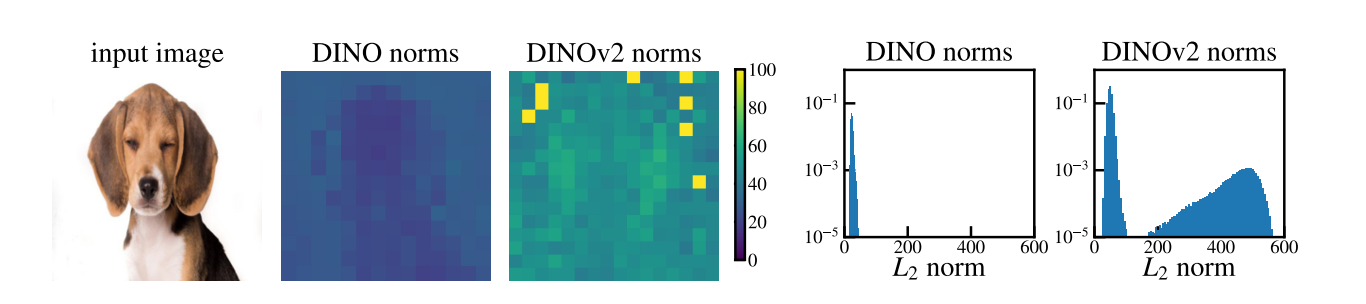 input image
DINO norms
DINOv2 norms
100
80
60
40
20
0
DINO norms
10⁻¹
10⁻³
10⁻⁵
0 200 400 600
L₂ norm
DINOv2 norms
10⁻¹
10⁻³
10⁻⁵
0 200 400 600
L₂ norm